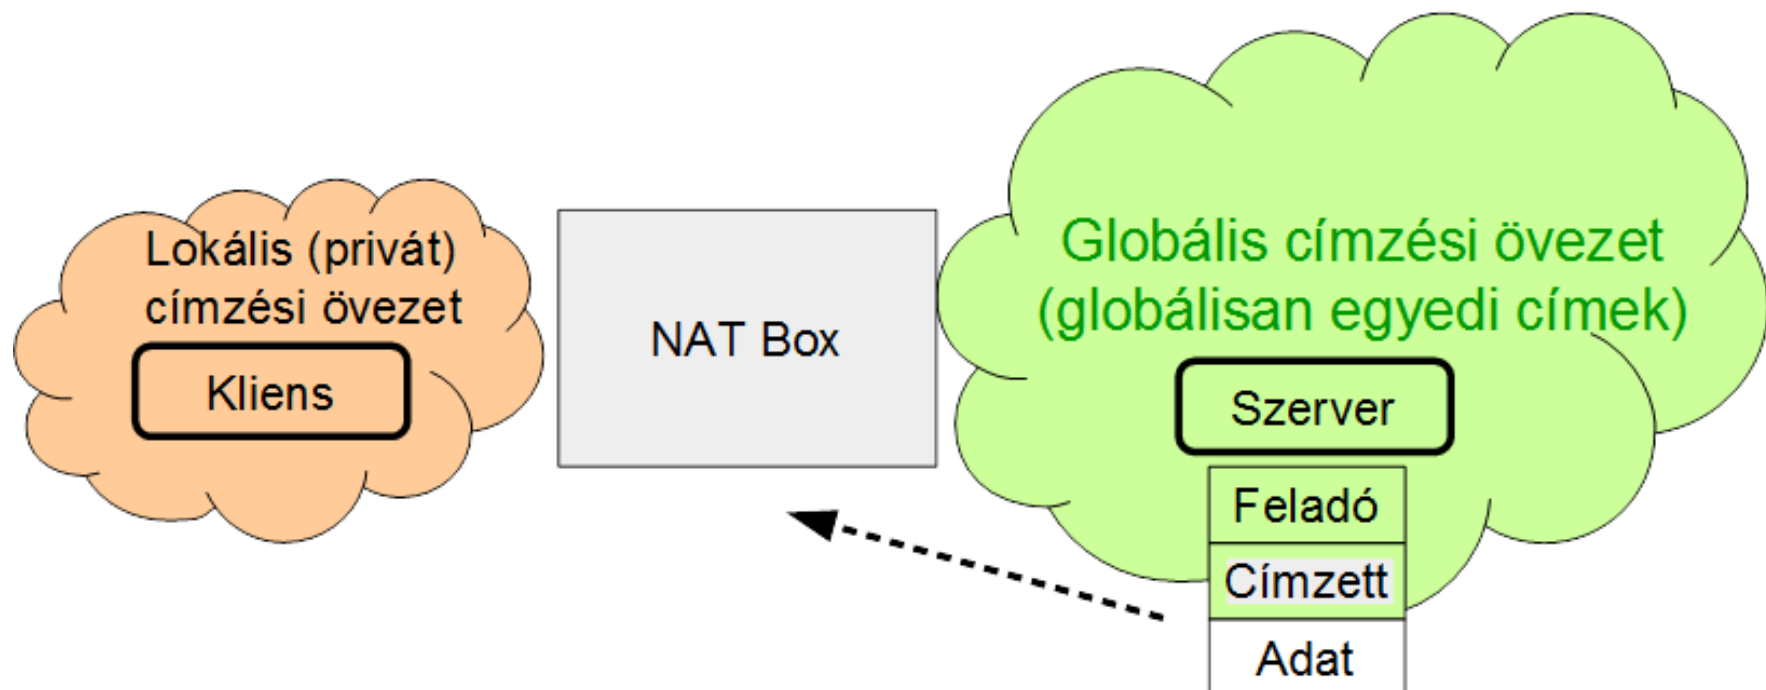 Lokális (privát)
címzési övezet
Kliens
NAT Box
Globális címzési övezet
(globálisan egyedi címek)
Szerver
Feladó
Címzett
Adat